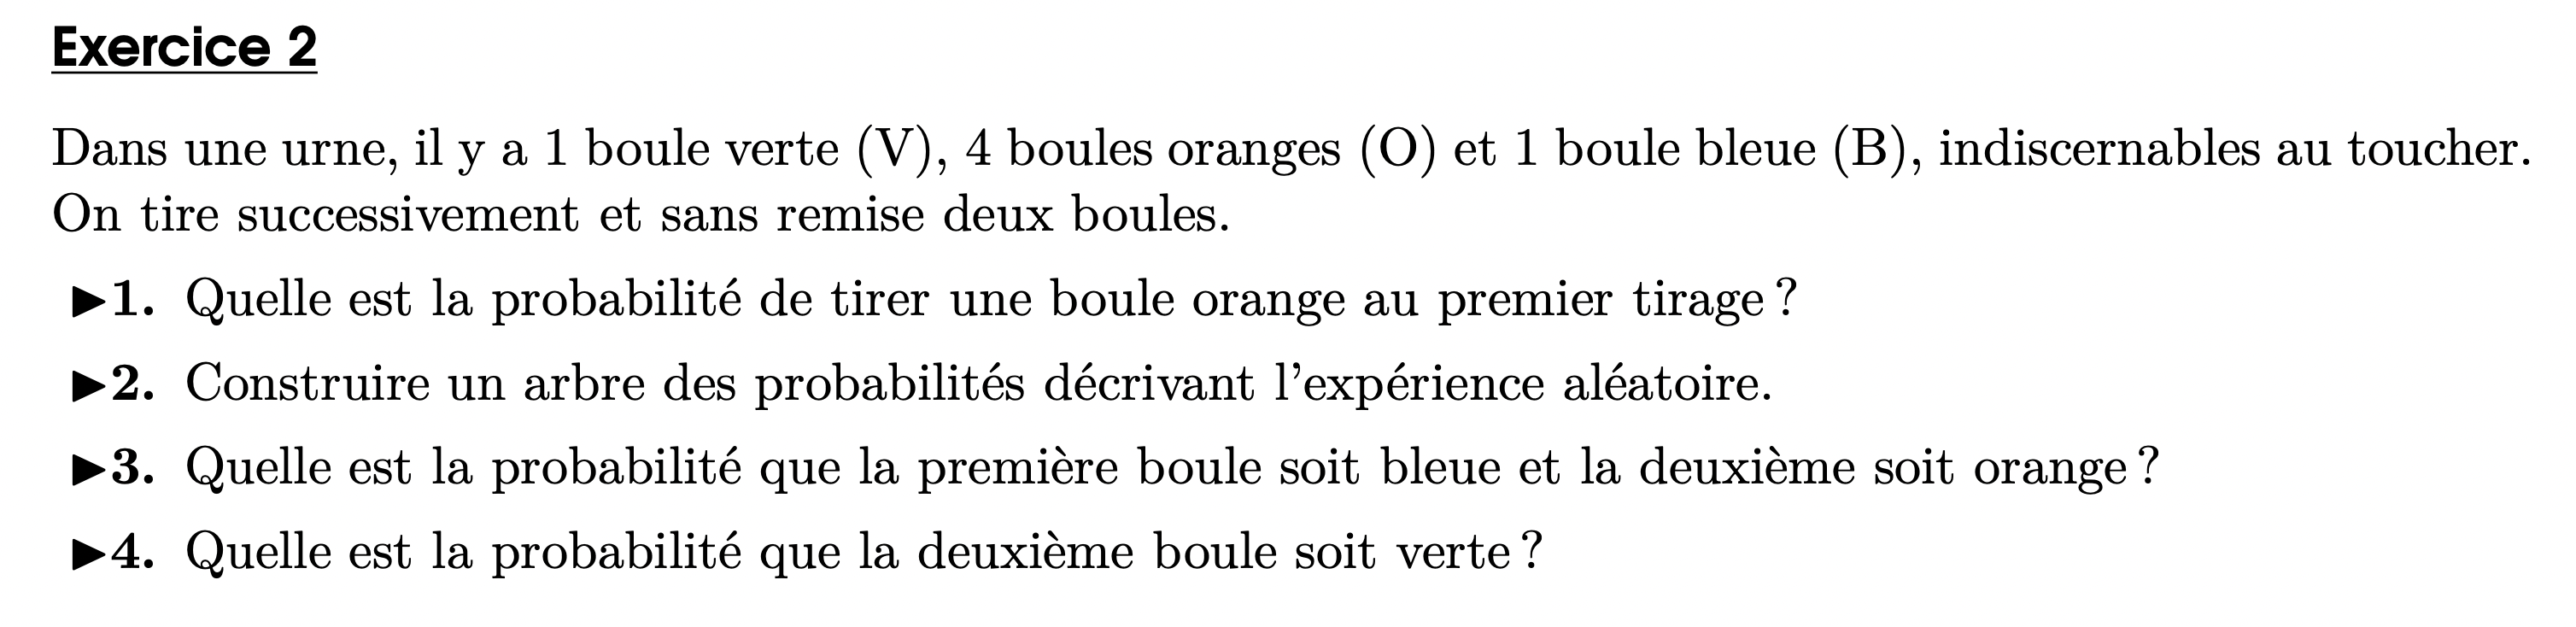 Exercice 2
Dans une urne, il y a 1 boule verte (V), 4 boules oranges (O) et 1 boule bleue (B), indiscernables au toucher.
On tire successivement et sans remise deux boules.
▶1. Quelle est la probabilité de tirer une boule orange au premier tirage ?
▶2. Construire un arbre des probabilités décrivant l'expérience aléatoire.
▶3. Quelle est la probabilité que la première boule soit bleue et la deuxième soit orange ?
▶4. Quelle est la probabilité que la deuxième boule soit verte ?